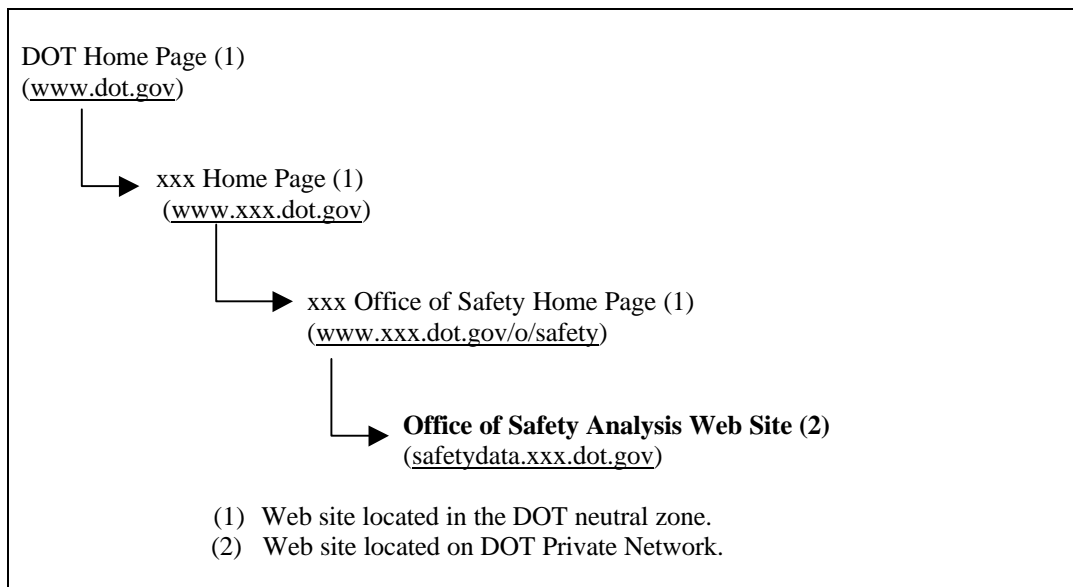 DOT Home Page (1)
(www.dot.gov)
xxx Home Page (1)
(www.xxx.dot.gov)
xxx Office of Safety Home Page (1)
(www.xxx.dot.gov/o/safety)
Office of Safety Analysis Web Site (2)
(safetydata.xxx.dot.gov)
(1) Web site located in the DOT neutral zone.
(2) Web site located on DOT Private Network.